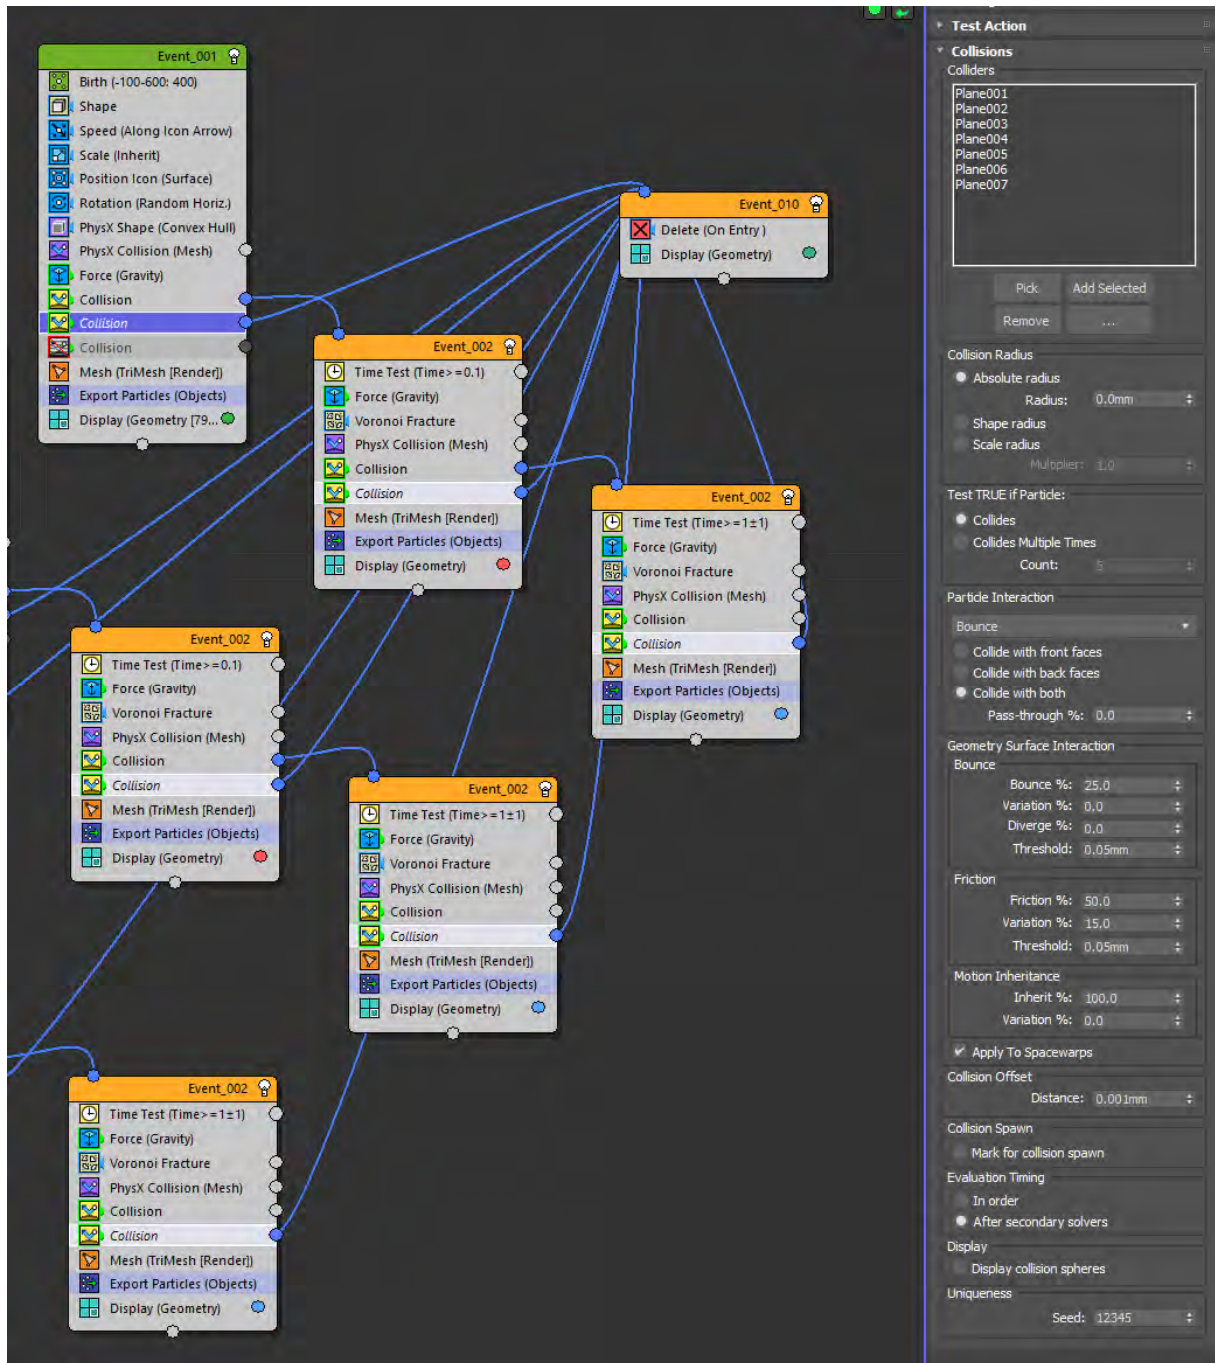 Event_001
Birth (-100-600: 400)
Shape
Speed (Along Icon Arrow)
Scale (Inherit)
Position Icon (Surface)
Rotation (Random Horiz.)
PhysX Shape (Convex Hull)
PhysX Collision (Mesh)
Force (Gravity)
Collision
Collision
Collision
Mesh (TriMesh [Render])
Export Particles (Objects)
Display (Geometry [79...
Event_010
Delete (On Entry )
Display (Geometry)
Event_002
Time Test (Time>=0.1)
Force (Gravity)
Voronoi Fracture
PhysX Collision (Mesh)
Collision
Collision
Mesh (TriMesh [Render])
Export Particles (Objects)
Display (Geometry)
Event_002
Time Test (Time>=1±1)
Force (Gravity)
Voronoi Fracture
PhysX Collision (Mesh)
Collision
Collision
Mesh (TriMesh [Render])
Export Particles (Objects)
Display (Geometry)
Event_002
Time Test (Time>=0.1)
Force (Gravity)
Voronoi Fracture
PhysX Collision (Mesh)
Collision
Collision
Mesh (TriMesh [Render])
Export Particles (Objects)
Display (Geometry)
Event_002
Time Test (Time>=1±1)
Force (Gravity)
Voronoi Fracture
PhysX Collision (Mesh)
Collision
Collision
Mesh (TriMesh [Render])
Export Particles (Objects)
Display (Geometry)
Event_002
Time Test (Time>=1±1)
Force (Gravity)
Voronoi Fracture
PhysX Collision (Mesh)
Collision
Collision
Mesh (TriMesh [Render])
Export Particles (Objects)
Display (Geometry)
Test Action
Collisions
Colliders
Plane001
Plane002
Plane003
Plane004
Plane005
Plane006
Plane007
Pick Add Selected
Remove ...
Collision Radius
Absolute radius
Radius: 0.0mm
Shape radius
Scale radius
Multiplier: 1.0
Test TRUE if Particle:
Collides
Collides Multiple Times
Count: 5
Particle Interaction
Bounce
Collide with front faces
Collide with back faces
Collide with both
Pass-through %: 0.0
Geometry Surface Interaction
Bounce
Bounce %: 25.0
Variation %: 0.0
Diverge %: 0.0
Threshold: 0.05mm
Friction
Friction %: 50.0
Variation %: 15.0
Threshold: 0.05mm
Motion Inheritance
Inherit %: 100.0
Variation %: 0.0
Apply To Spacewarps
Collision Offset
Distance: 0.001mm
Collision Spawn
Mark for collision spawn
Evaluation Timing
In order
After secondary solvers
Display
Display collision spheres
Uniqueness
Seed: 12345